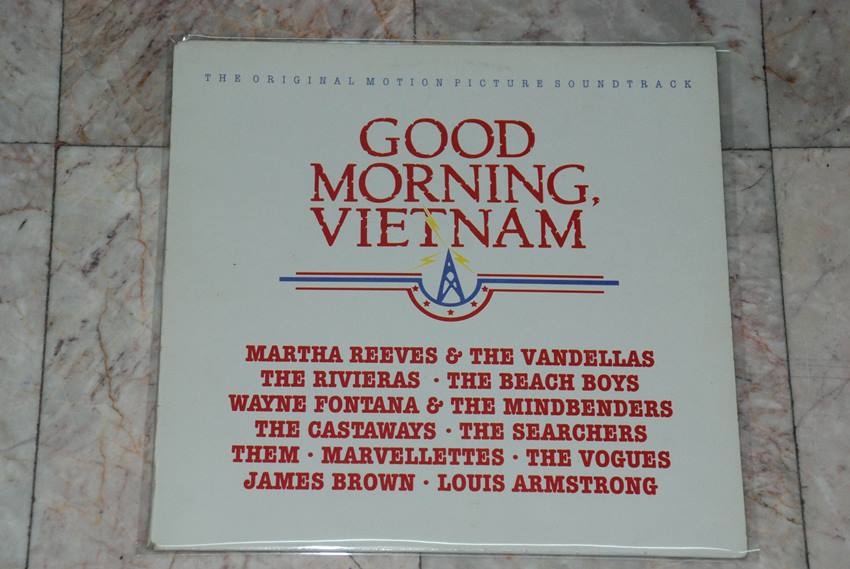 THE ORIGINAL MOTION PICTURE SOUNDTRACK
GOOD
MORNING,
VIETNAM
MARTHA REEVES & THE VANDELLAS
THE RIVIERAS · THE BEACH BOYS
WAYNE FONTANA & THE MINDBENDERS
THE CASTAWAYS · THE SEARCHERS
THEM · MARVELLETTES · THE VOGUES
JAMES BROWN · LOUIS ARMSTRONG